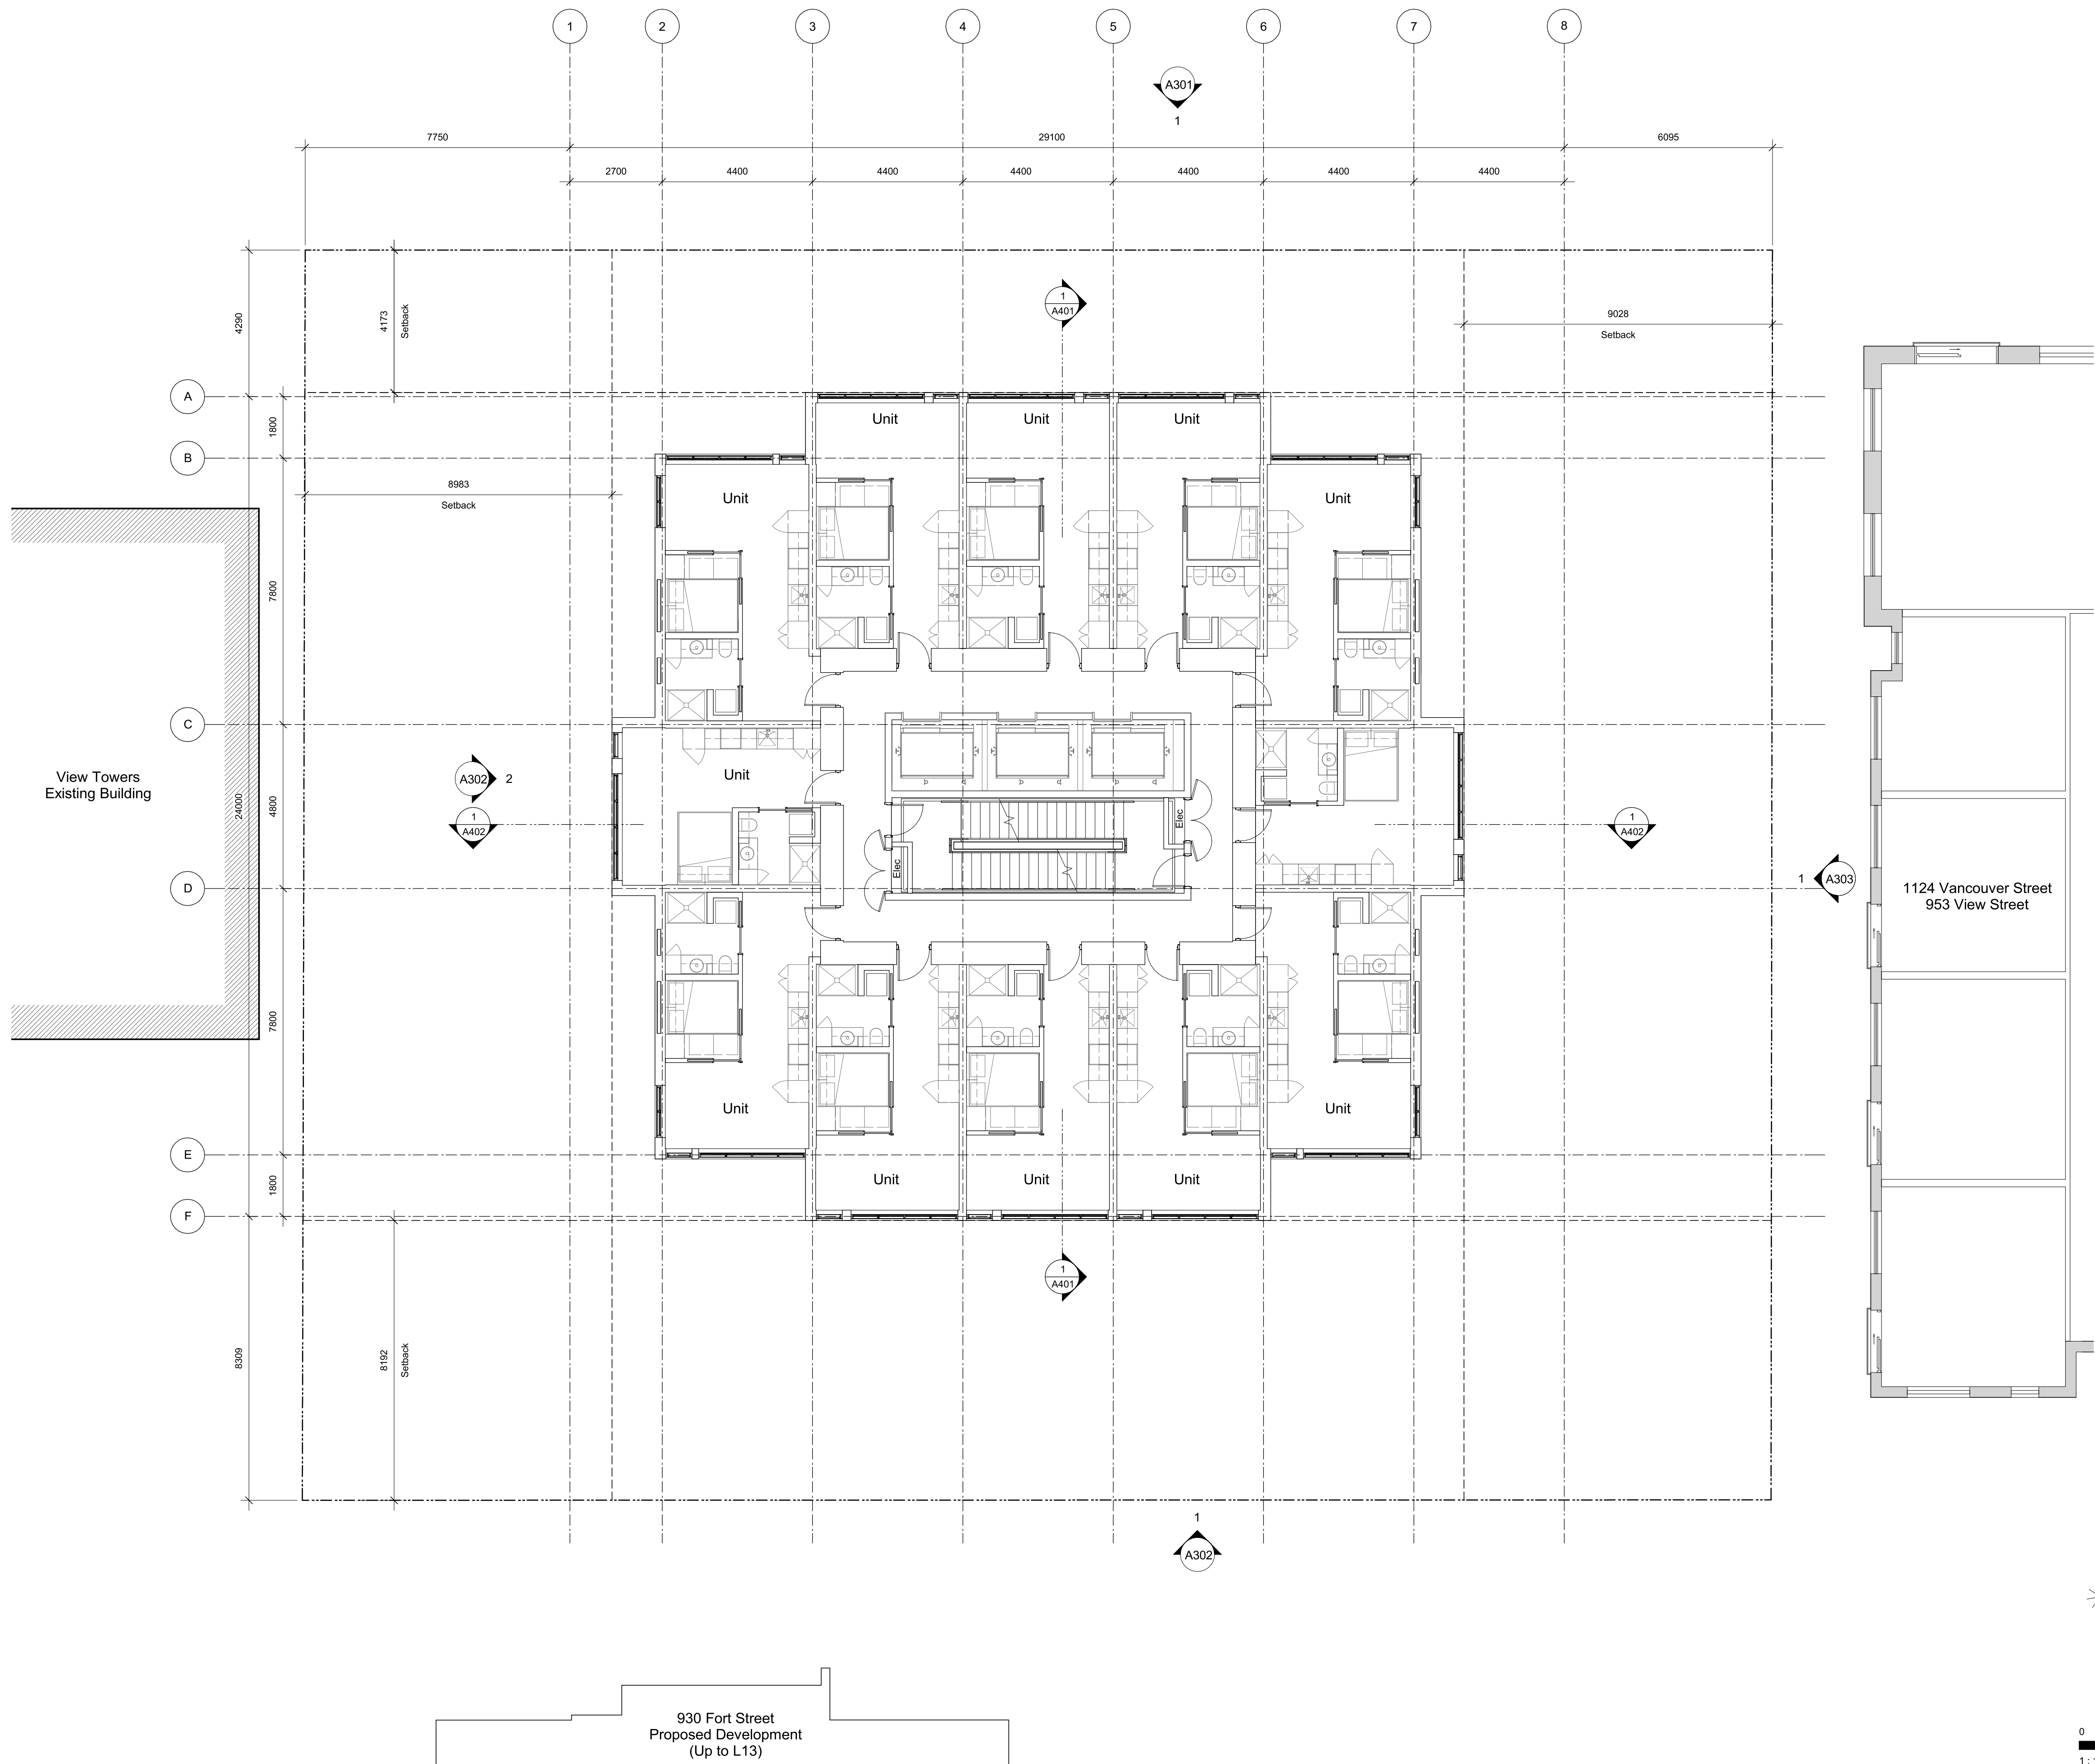 1 2 3 4 5 6 7 8
A301
1
7750 29100 6095
2700 4400 4400 4400 4400 4400 4400
4290
4173
Setback
1
A401
9028
Setback
A
1800
Unit Unit Unit
B
8983
Setback
Unit Unit
7800
C
View Towers
Existing Building
24000
4800
A302 2
Unit
1
A402
Elec
Elec
1
A402
1 A303
1124 Vancouver Street
953 View Street
D
7800
Unit Unit
E
1800
Unit Unit Unit
F
8309
8192
Setback
1
A401
1
A302
930 Fort Street
Proposed Development
(Up to L13)
0